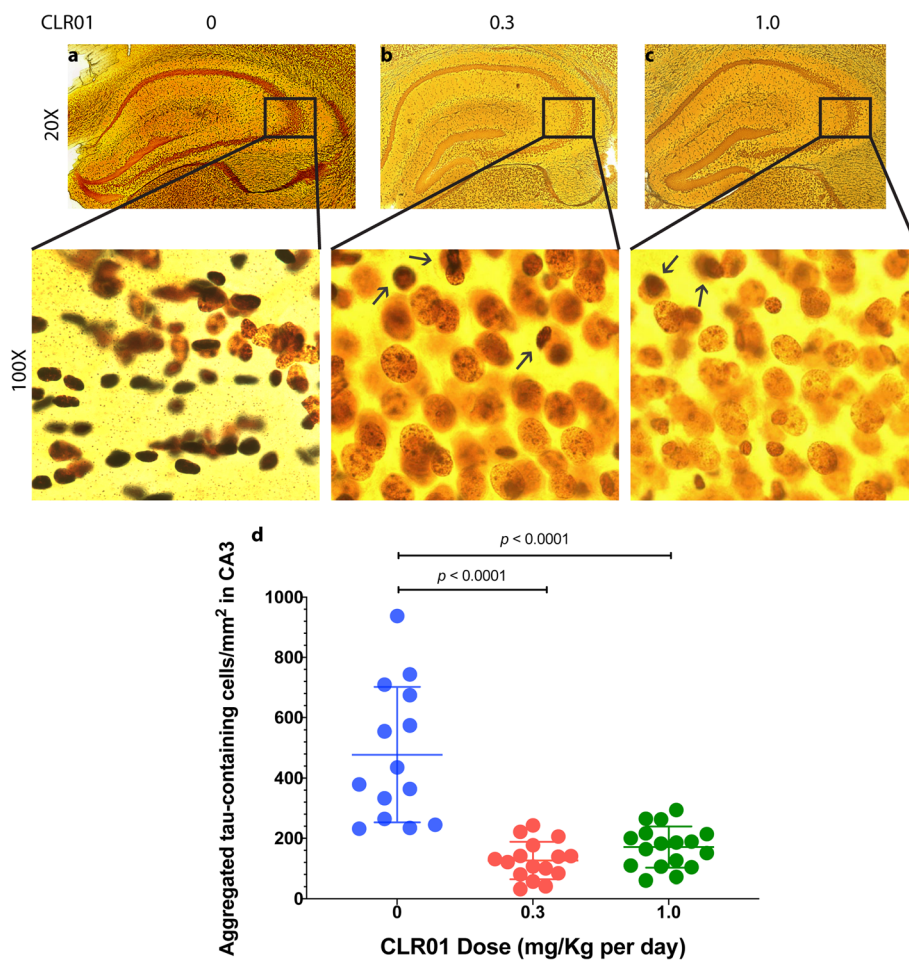 CLR01 0 0.3 1.0
a b c
20X
100X
d
p < 0.0001
p < 0.0001
Aggregated tau-containing cells/mm² in CA3
1000
800
600
400
200
0
0 0.3 1.0
CLR01 Dose (mg/Kg per day)